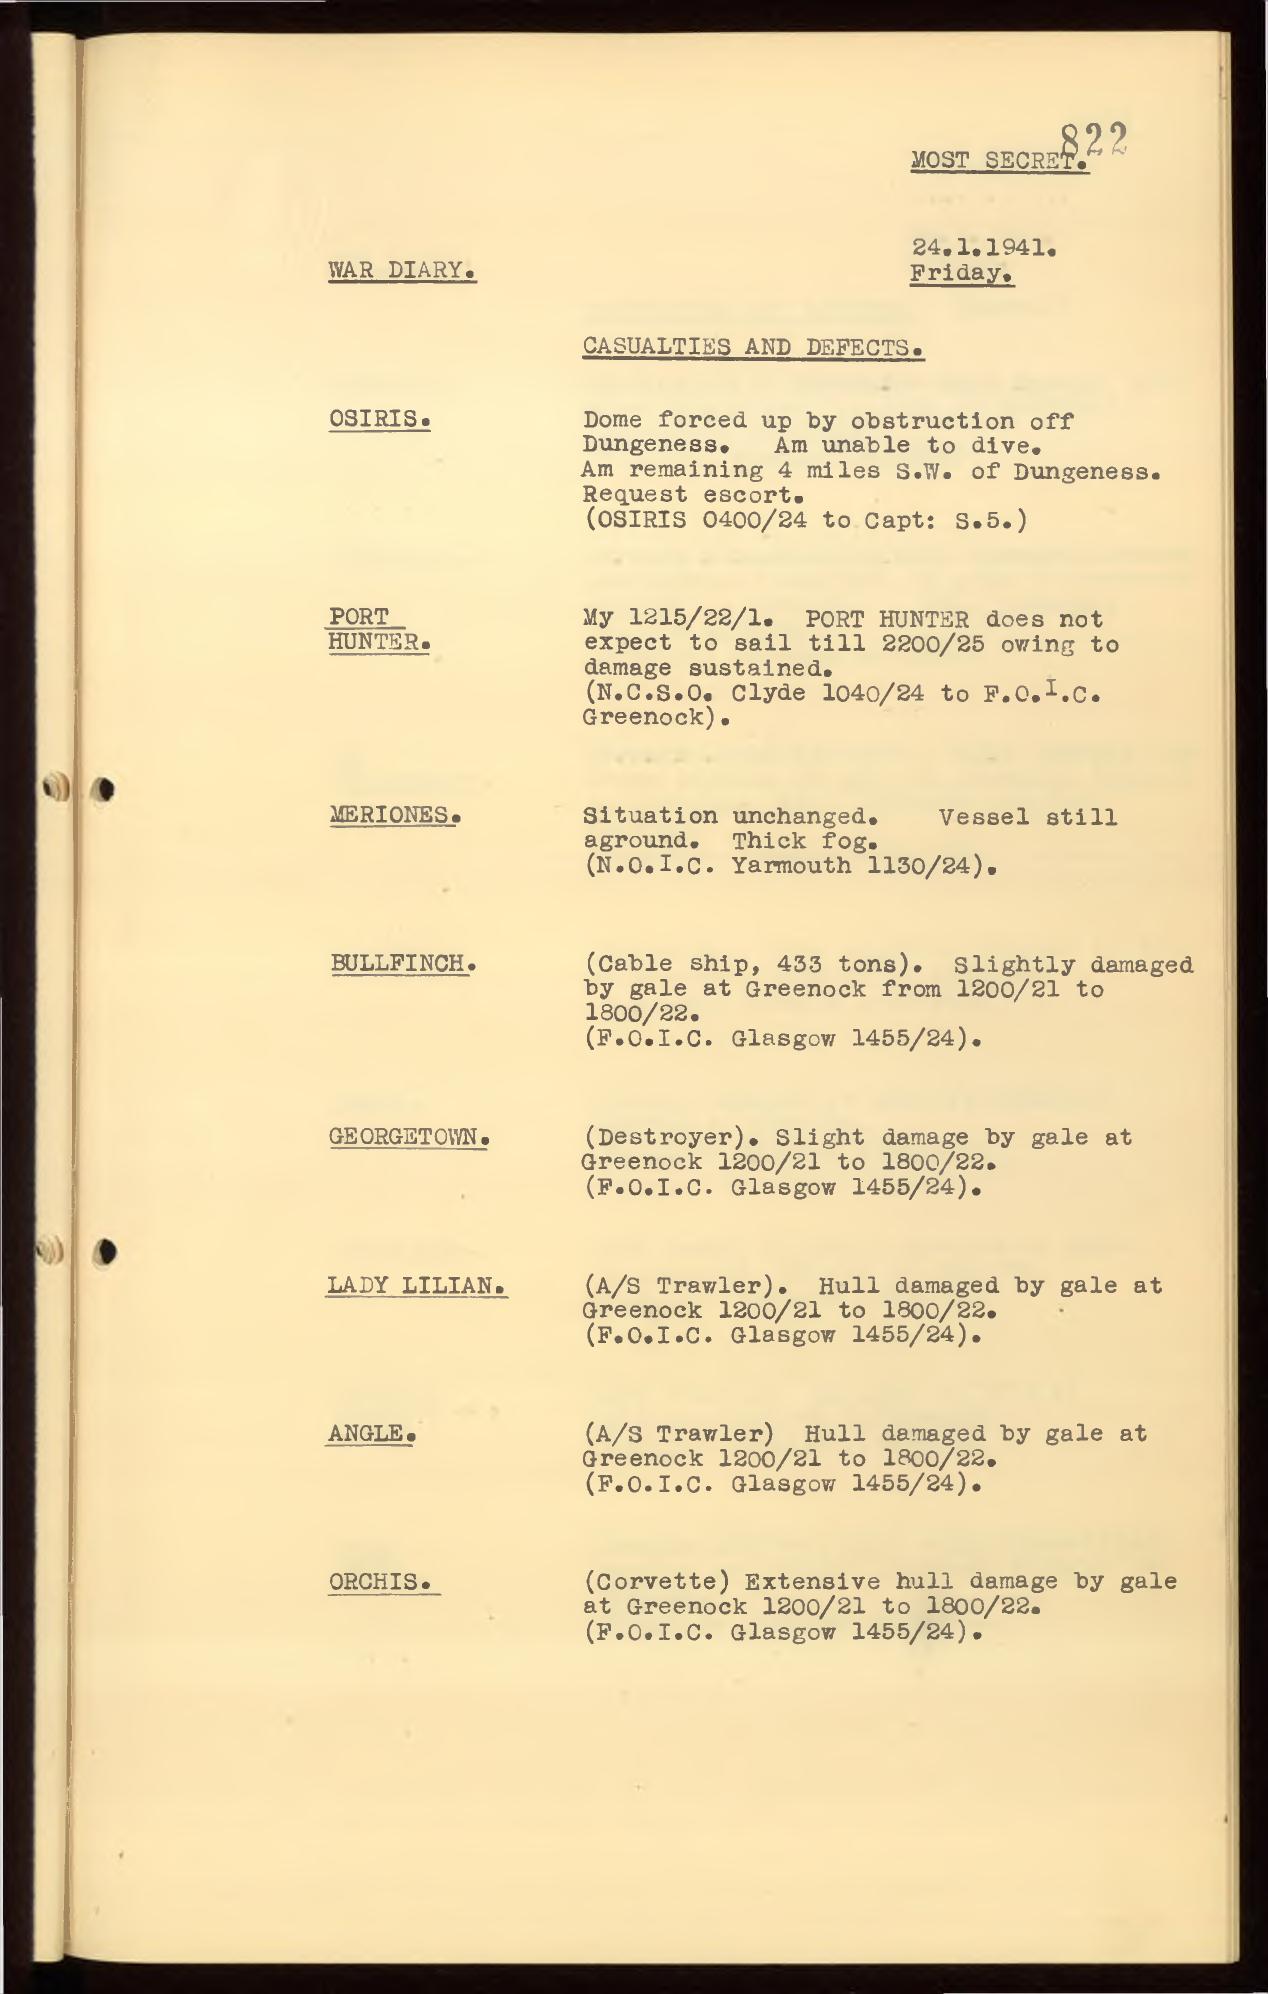 822
MOST SECRET.
24.1.1941.
WAR DIARY.
Friday.
CASUALTIES AND DEFECTS.
OSIRIS.
Dome forced up by obstruction off
Dungeness. Am unable to dive.
Am remaining 4 miles S.W. of Dungeness.
Request escort.
(OSIRIS 0400/24 to Capt: S.5.)
PORT
HUNTER.
My 1215/22/1. PORT HUNTER does not
expect to sail till 2200/25 owing to
damage sustained.
(N.C.S.O. Clyde 1040/24 to F.O.I.C.
Greenock).
MERIONES.
Situation unchanged. Vessel still
aground. Thick fog.
(N.O.I.C. Yarmouth 1130/24).
BULLFINCH.
(Cable ship, 433 tons). Slightly damaged
by gale at Greenock from 1200/21 to
1800/22.
(F.O.I.C. Glasgow 1455/24).
GEORGETOWN.
(Destroyer). Slight damage by gale at
Greenock 1200/21 to 1800/22.
(F.O.I.C. Glasgow 1455/24).
LADY LILIAN.
(A/S Trawler). Hull damaged by gale at
Greenock 1200/21 to 1800/22.
(F.O.I.C. Glasgow 1455/24).
ANGLE.
(A/S Trawler) Hull damaged by gale at
Greenock 1200/21 to 1800/22.
(F.O.I.C. Glasgow 1455/24).
ORCHIS.
(Corvette) Extensive hull damage by gale
at Greenock 1200/21 to 1800/22.
(F.O.I.C. Glasgow 1455/24).